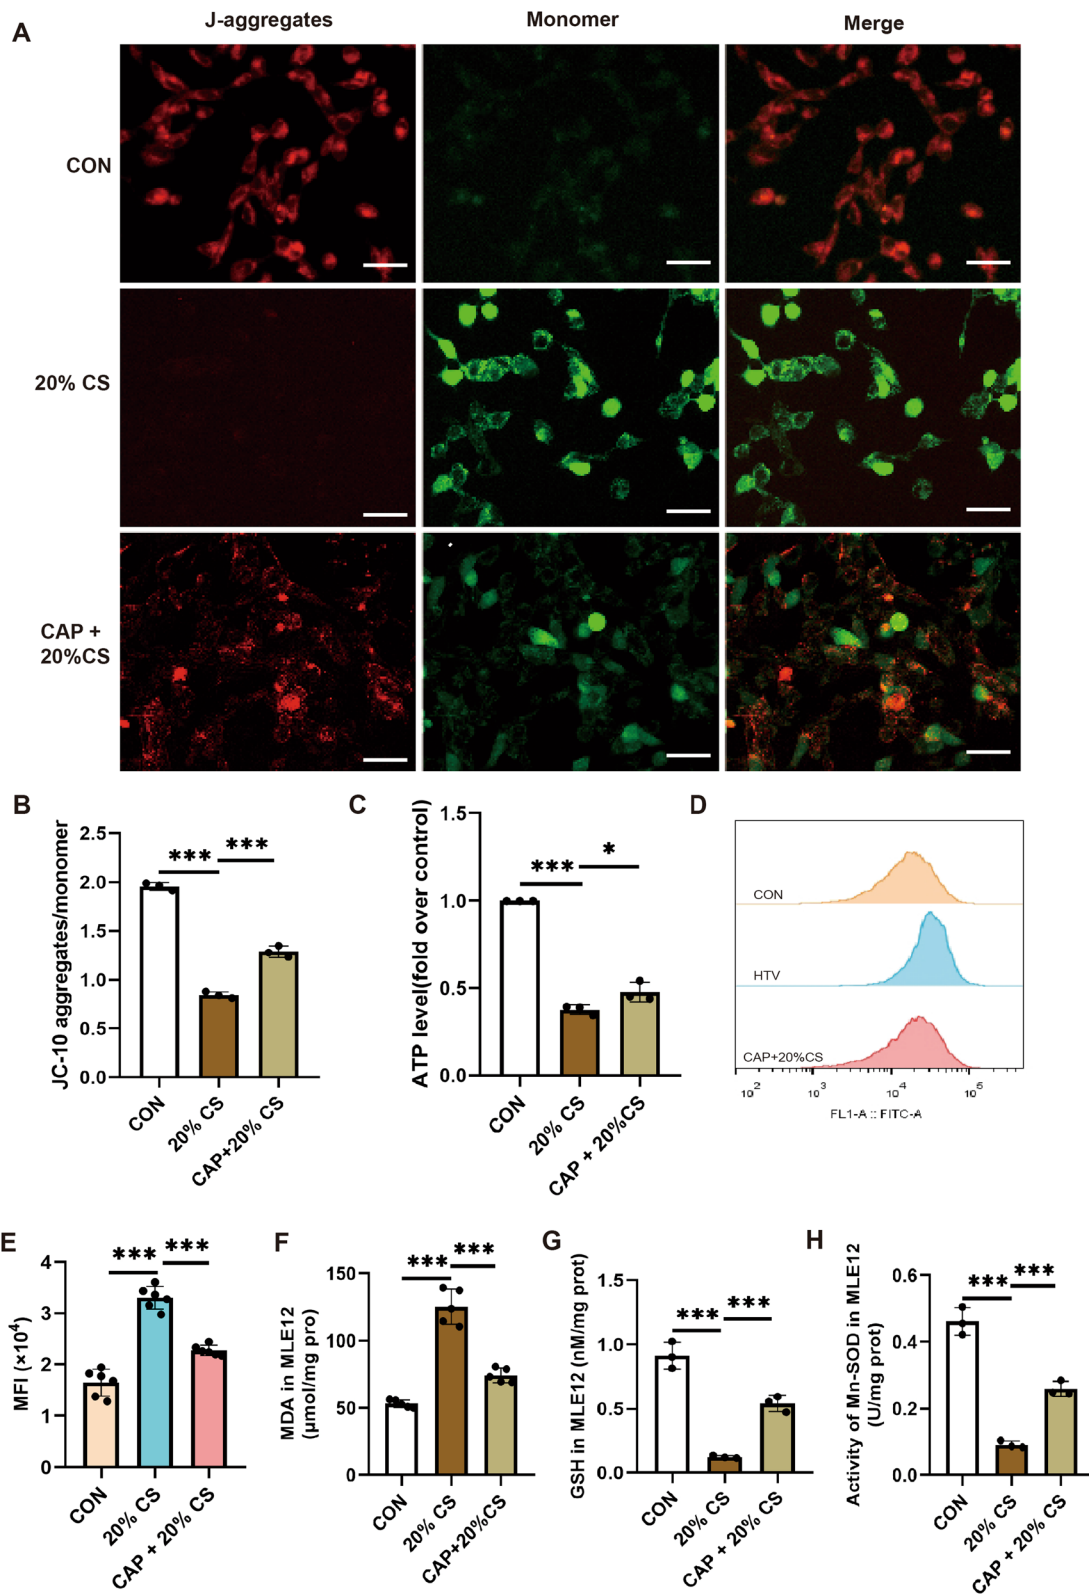 A
J-aggregates
Monomer
Merge
CON
20% CS
CAP +
20%CS
B
JC-10 aggregates/monomer
2.5
2.0
1.5
1.0
0.5
0.0
***
***
CON
20% CS
CAP+20% CS
C
ATP level(fold over control)
1.5
1.0
0.5
0.0
***
*
CON
20% CS
CAP + 20%CS
D
CON
HTV
CAP+20%CS
10^2
10^3
10^4
10^5
FL1-A :: FITC-A
E
MFI (×10^4)
4
3
2
1
0
***
***
CON
20% CS
CAP + 20% CS
F
MDA in MLE12
(μmol/mg pro)
150
100
50
0
***
***
CON
20% CS
CAP+20%CS
G
GSH in MLE12 (nM/mg prot)
1.5
1.0
0.5
0.0
***
***
CON
20% CS
CAP + 20% CS
H
Activity of Mn-SOD in MLE12
(U/mg prot)
0.6
0.4
0.2
0.0
***
***
CON
20% CS
CAP + 20% CS